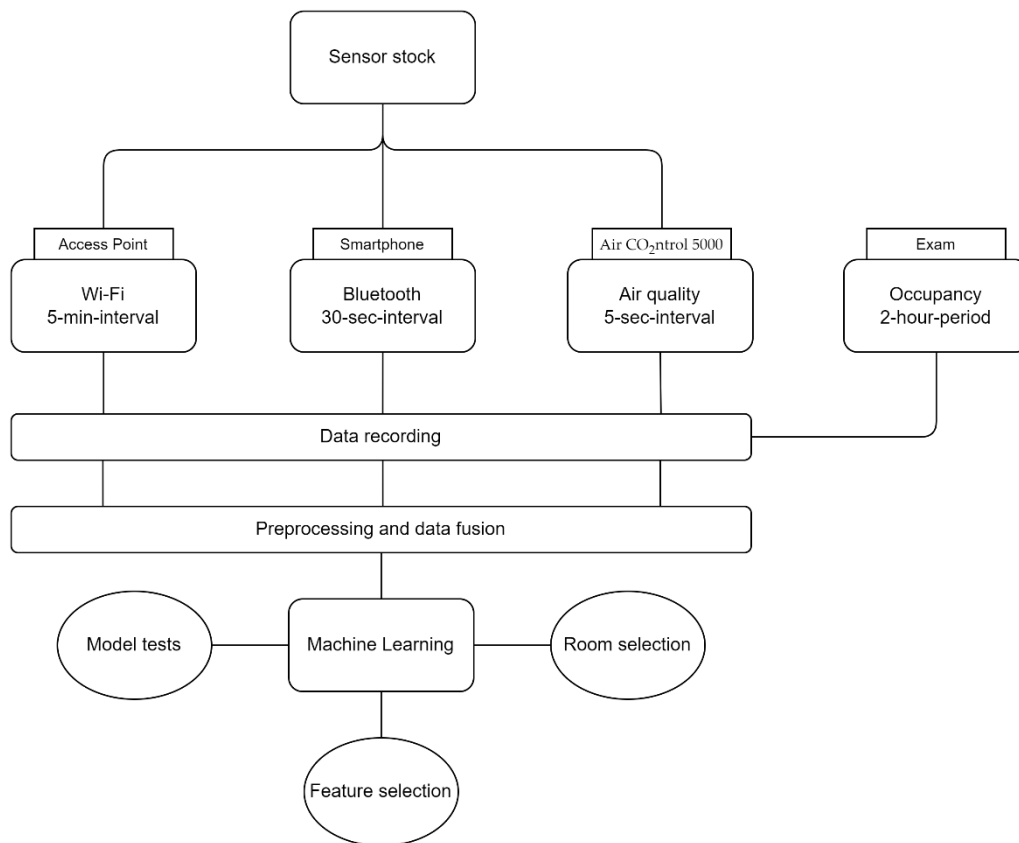 Sensor stock
Access Point
Wi-Fi
5-min-interval
Smartphone
Bluetooth
30-sec-interval
Air CO₂ntrol 5000
Air quality
5-sec-interval
Exam
Occupancy
2-hour-period
Data recording
Preprocessing and data fusion
Model tests
Machine Learning
Room selection
Feature selection